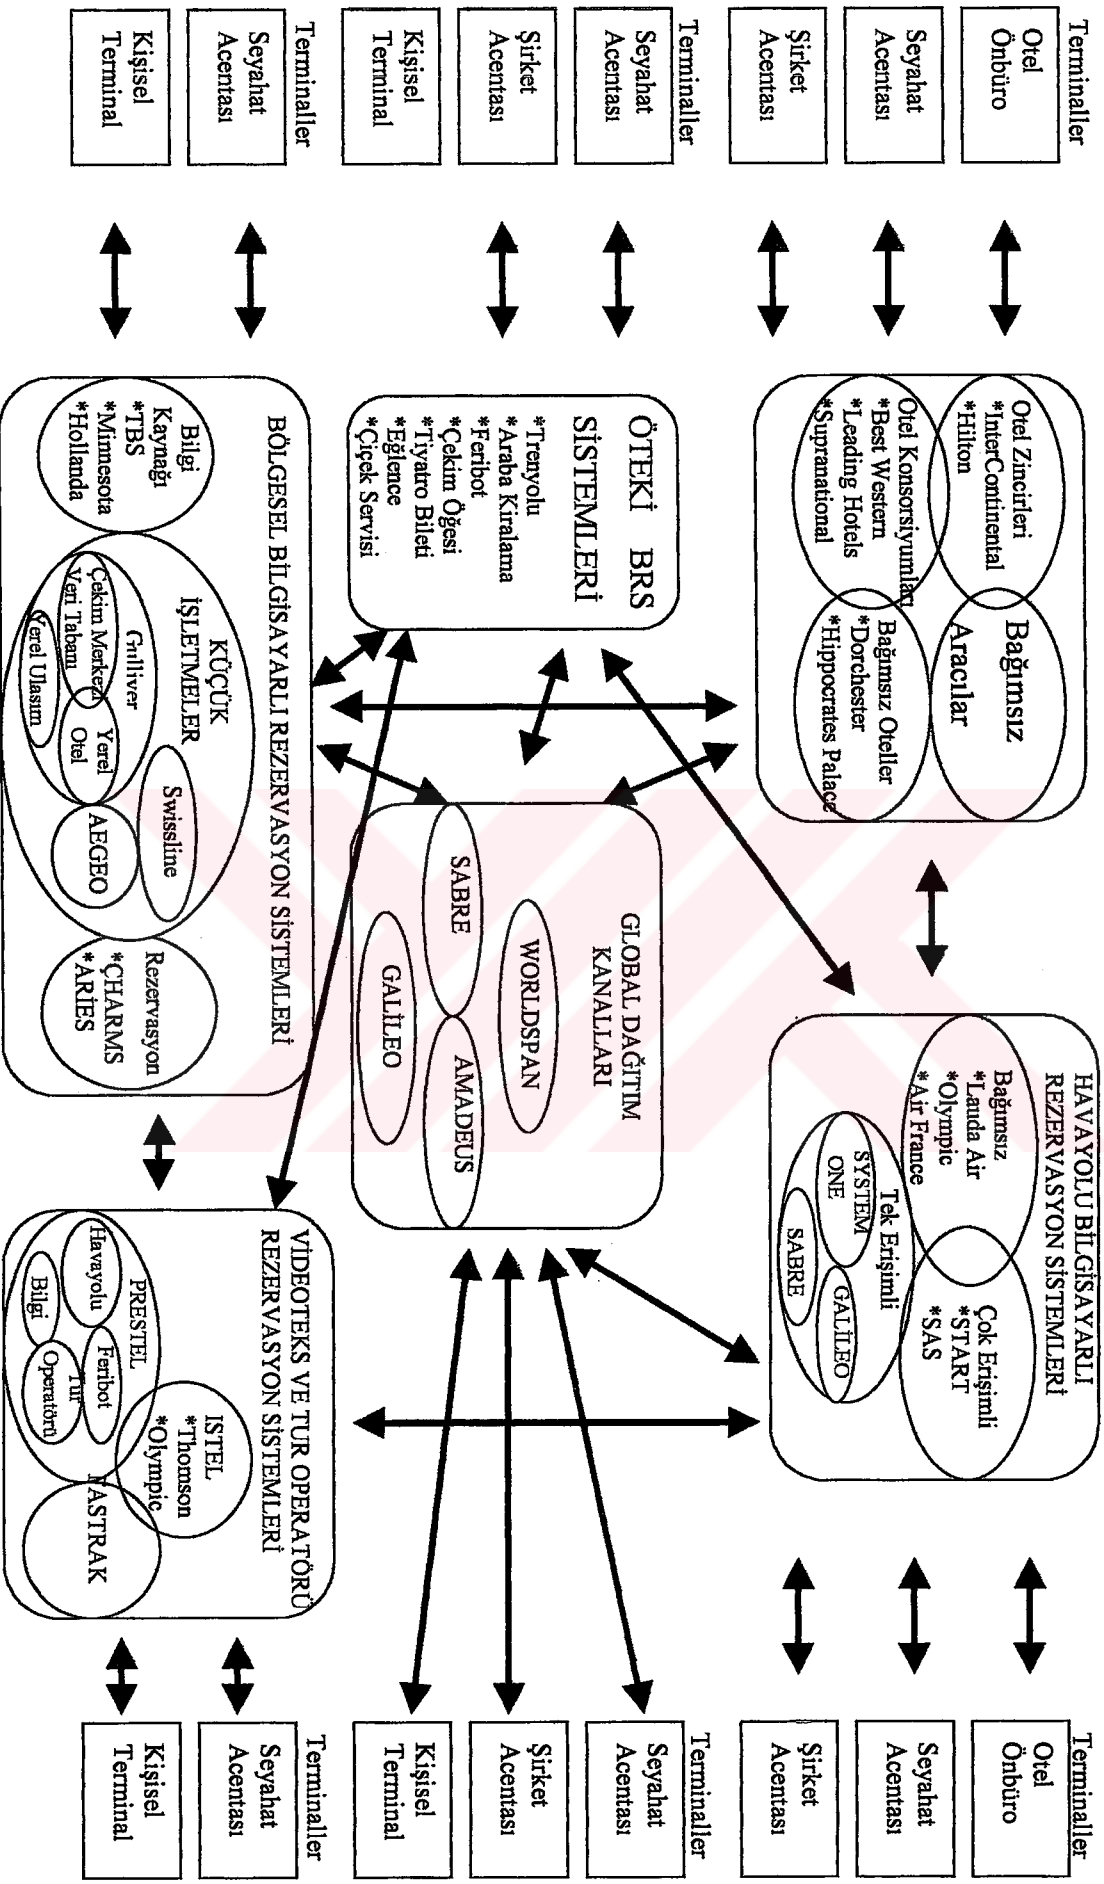 Terminaller
Otel
Önbüro
Seyahat
Acentası
Şirket
Acentası
Terminaller
Seyahat
Acentası
Şirket
Acentası
Kişisel
Terminal
Terminaller
Seyahat
Acentası
Kişisel
Terminal
Otel Zincirleri
*InterContinental
*Hilton
Bağımsız
Aracılar
Otel Konsorsiyumları
*Best Western
*Leading Hotels
*Supranational
Bağımsız Oteller
*Dorchester
*Hippocrates Palace
ÖTEKİ BRS
SİSTEMLERİ
*Trenyolu
*Araba Kiralama
*Feribot
*Çekim Öğesi
*Tiyatro Bileti
*Eğlence
*Çiçek Servisi
BÖLGESEL BİLGİSAYARLI REZERVASYON SİSTEMLERİ
Bilgi
Kaynağı
*TBS
*Minnesota
*Hollanda
KÜÇÜK
İŞLETMELER
Gulliver
Çekim Merkezi
Veri Tabanı
Yerel
Otel
Yerel Ulaşım
Swissline
AEGEO
Rezervasyon
*ÇHARMS
*ARİES
GLOBAL DAĞITIM
KANALLARI
WORLDSPAN
SABRE
AMADEUS
GALİLEO
HAVAYOLU BİLGİSAYARLI
REZERVASYON SİSTEMLERİ
Bağımsız
*Lauda Air
*Olympic
*Air France
Çok Erişimli
*START
*SAS
Tek Erişimli
SYSTEM
ONE
GALİLEO
SABRE
VİDEOTEKS VE TUR OPERATÖRÜ
REZERVASYON SİSTEMLERİ
ISTEL
*Thomson
*Olympic
PRESTEL
Havayolu
Feribot
Bilgi
Tur
Operatörü
FASTRAK
Terminaller
Otel
Önbüro
Seyahat
Acentası
Şirket
Acentası
Terminaller
Seyahat
Acentası
Şirket
Acentası
Kişisel
Terminal
Terminaller
Seyahat
Acentası
Kişisel
Terminal